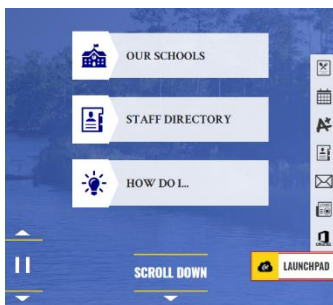 OUR SCHOOLS
STAFF DIRECTORY
HOW DO I...
A+
SCROLL DOWN
LAUNCHPAD